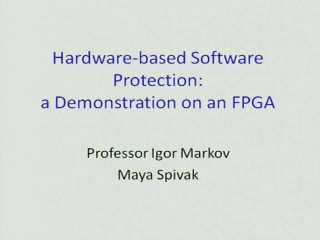 Hardware-based Software
Protection:
a Demonstration on an FPGA
Professor Igor Markov
Maya Spivak